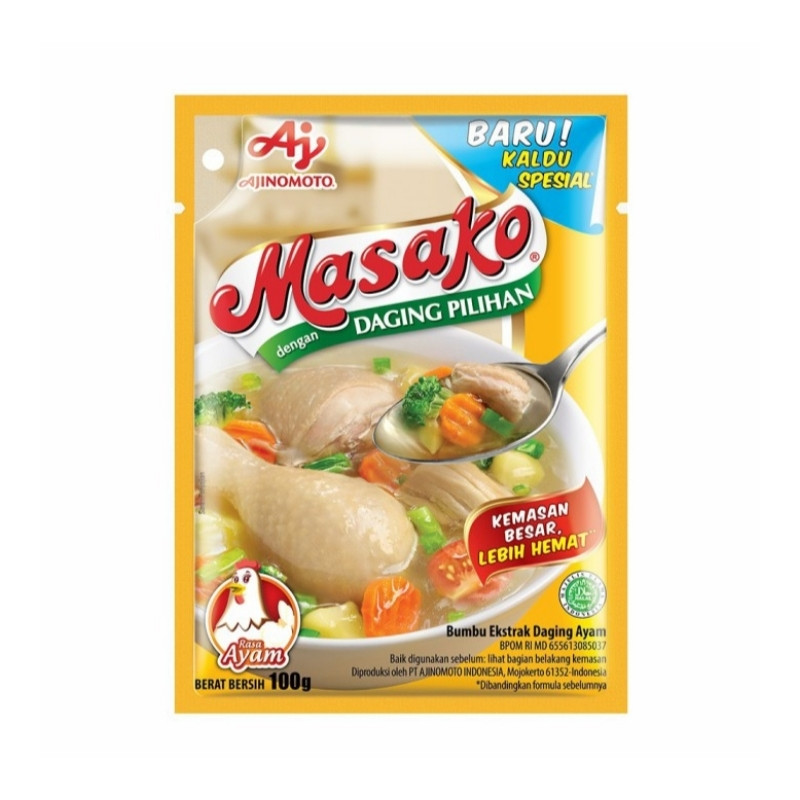 Aj
AJINOMOTO.
BARU!
KALDU
SPESIAL*
Masako®
dengan DAGING PILIHAN
KEMASAN
BESAR,
LEBIH HEMAT**
Rasa
Ayam
BERAT BERSIH 100g
Bumbu Ekstrak Daging Ayam
BPOM RI MD 655613085037
Baik digunakan sebelum: lihat bagian belakang kemasan
Diproduksi oleh PT AJINOMOTO INDONESIA, Mojokerto 61352-Indonesia
*Dibandingkan formula sebelumnya